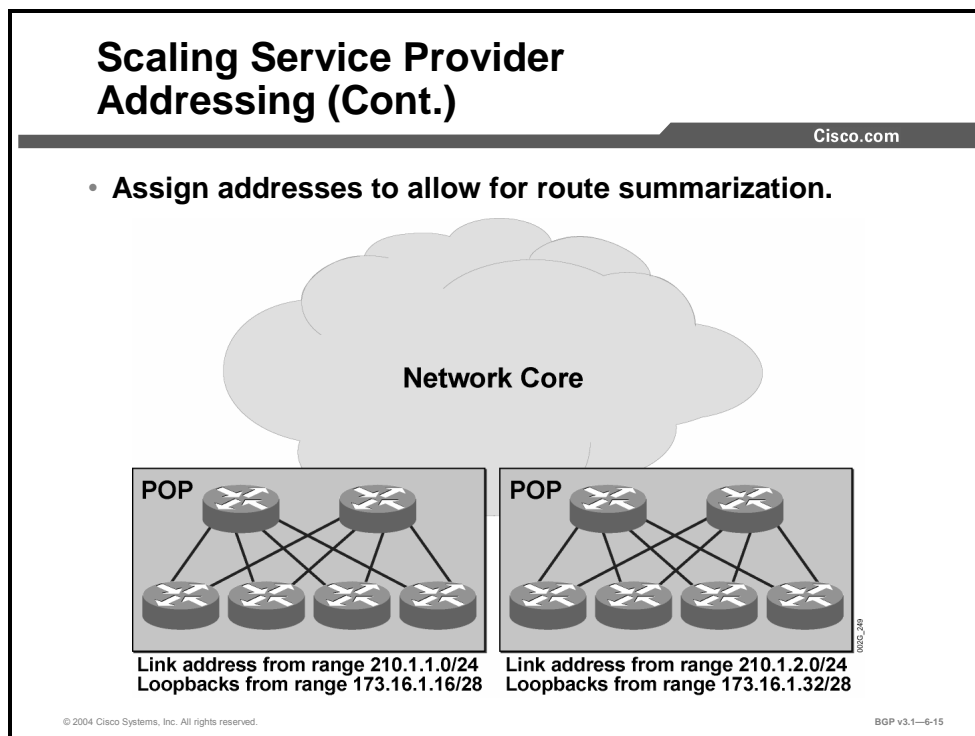 Scaling Service Provider
Addressing (Cont.)
Cisco.com
• Assign addresses to allow for route summarization.
Network Core
POP
POP
002G_249
Link address from range 210.1.1.0/24
Loopbacks from range 173.16.1.16/28
Link address from range 210.1.2.0/24
Loopbacks from range 173.16.1.32/28
© 2004 Cisco Systems, Inc. All rights reserved.
BGP v3.1—6-15